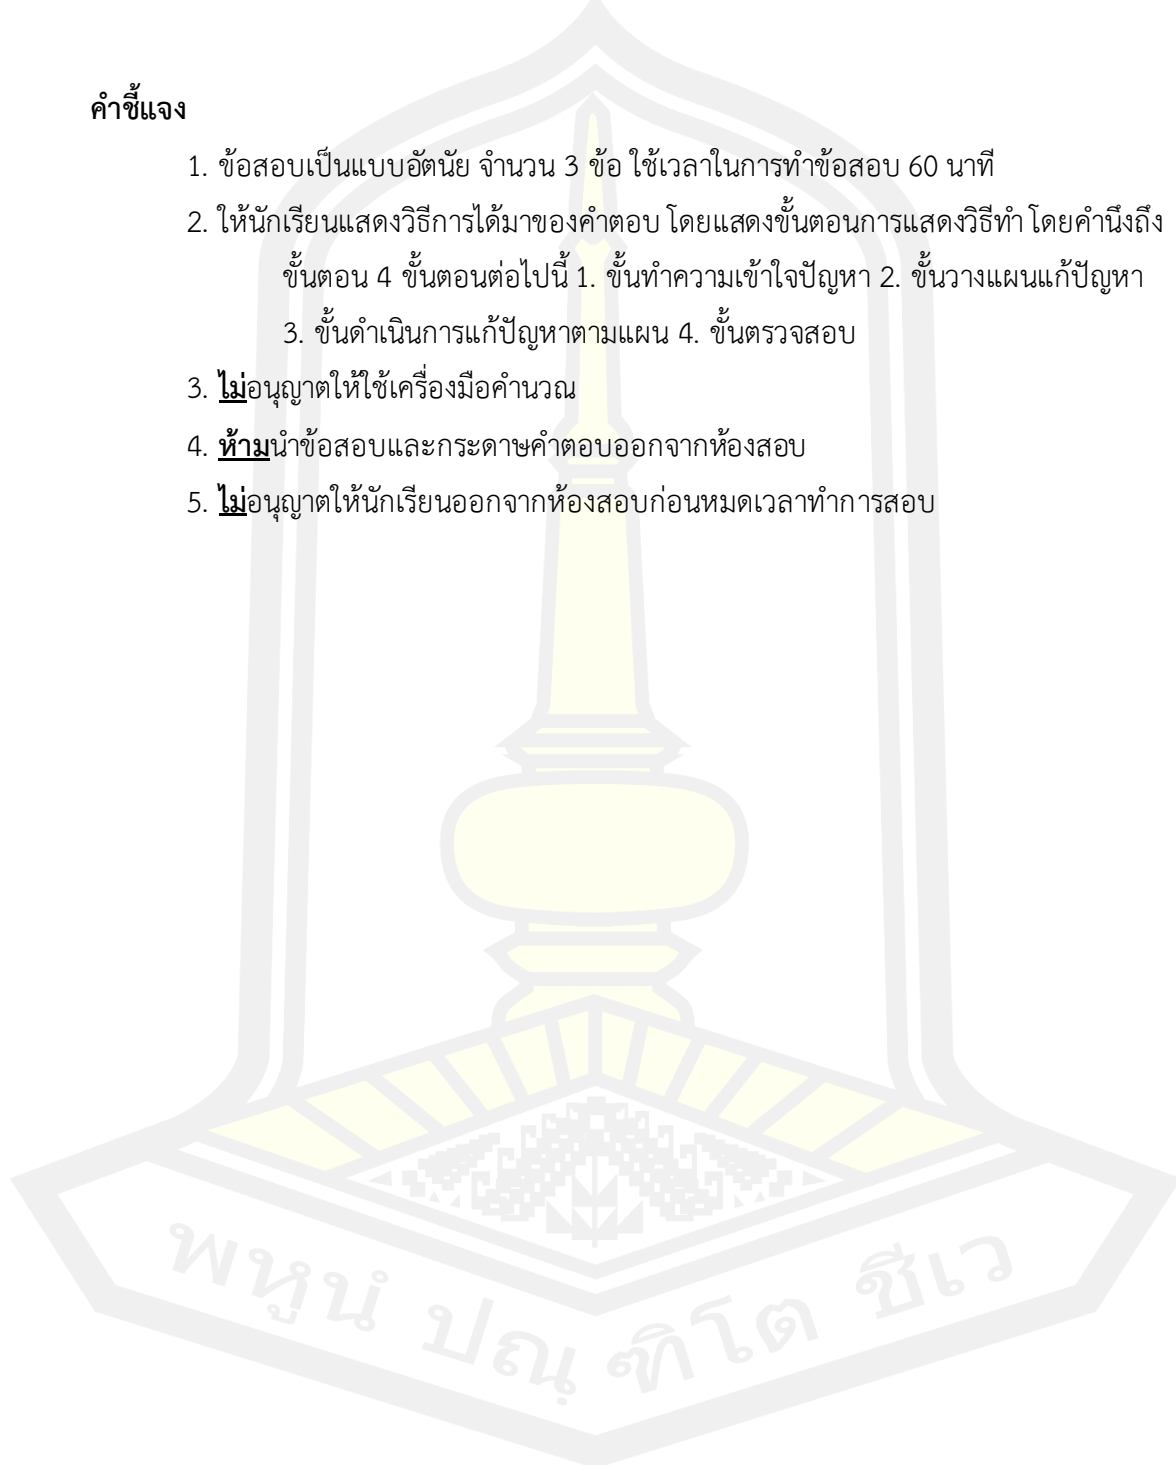 คำชี้แจง
1. ข้อสอบเป็นแบบอัตนัย จำนวน 3 ข้อ ใช้เวลาในการทำข้อสอบ 60 นาที
2. ให้นักเรียนแสดงวิธีการได้มาของคำตอบ โดยแสดงขั้นตอนการแสดงวิธีทำ โดยคำนึงถึง
ขั้นตอน 4 ขั้นตอนต่อไปนี้ 1. ขั้นทำความเข้าใจปัญหา 2. ขั้นวางแผนแก้ปัญหา
3. ขั้นดำเนินการแก้ปัญหาตามแผน 4. ขั้นตรวจสอบ
3. ไม่อนุญาตให้ใช้เครื่องมือคำนวณ
4. ห้ามนำข้อสอบและกระดาษคำตอบออกจากห้องสอบ
5. ไม่อนุญาตให้นักเรียนออกจากห้องสอบก่อนหมดเวลาทำการสอบ
พหูนํ ปณฺฑิโต ชีเว